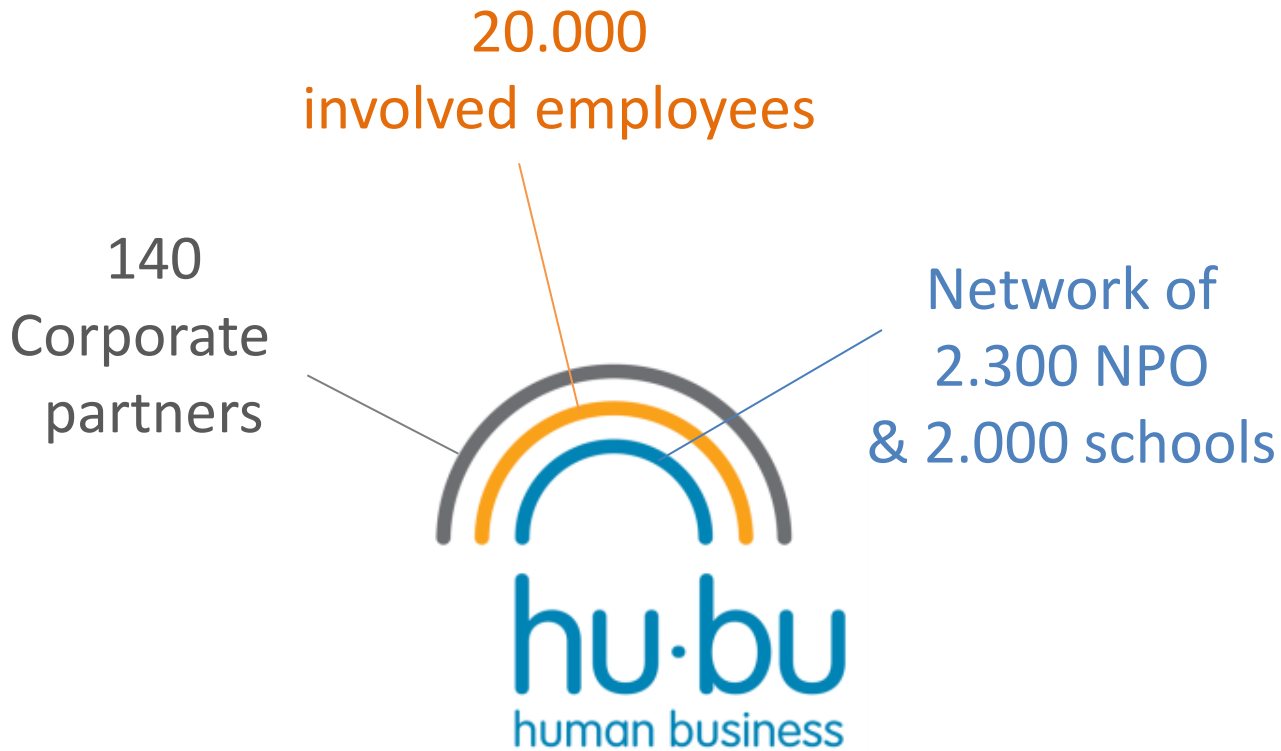 20.000
involved employees
140
Corporate
partners
Network of
2.300 NPO
& 2.000 schools
hu·bu
human business